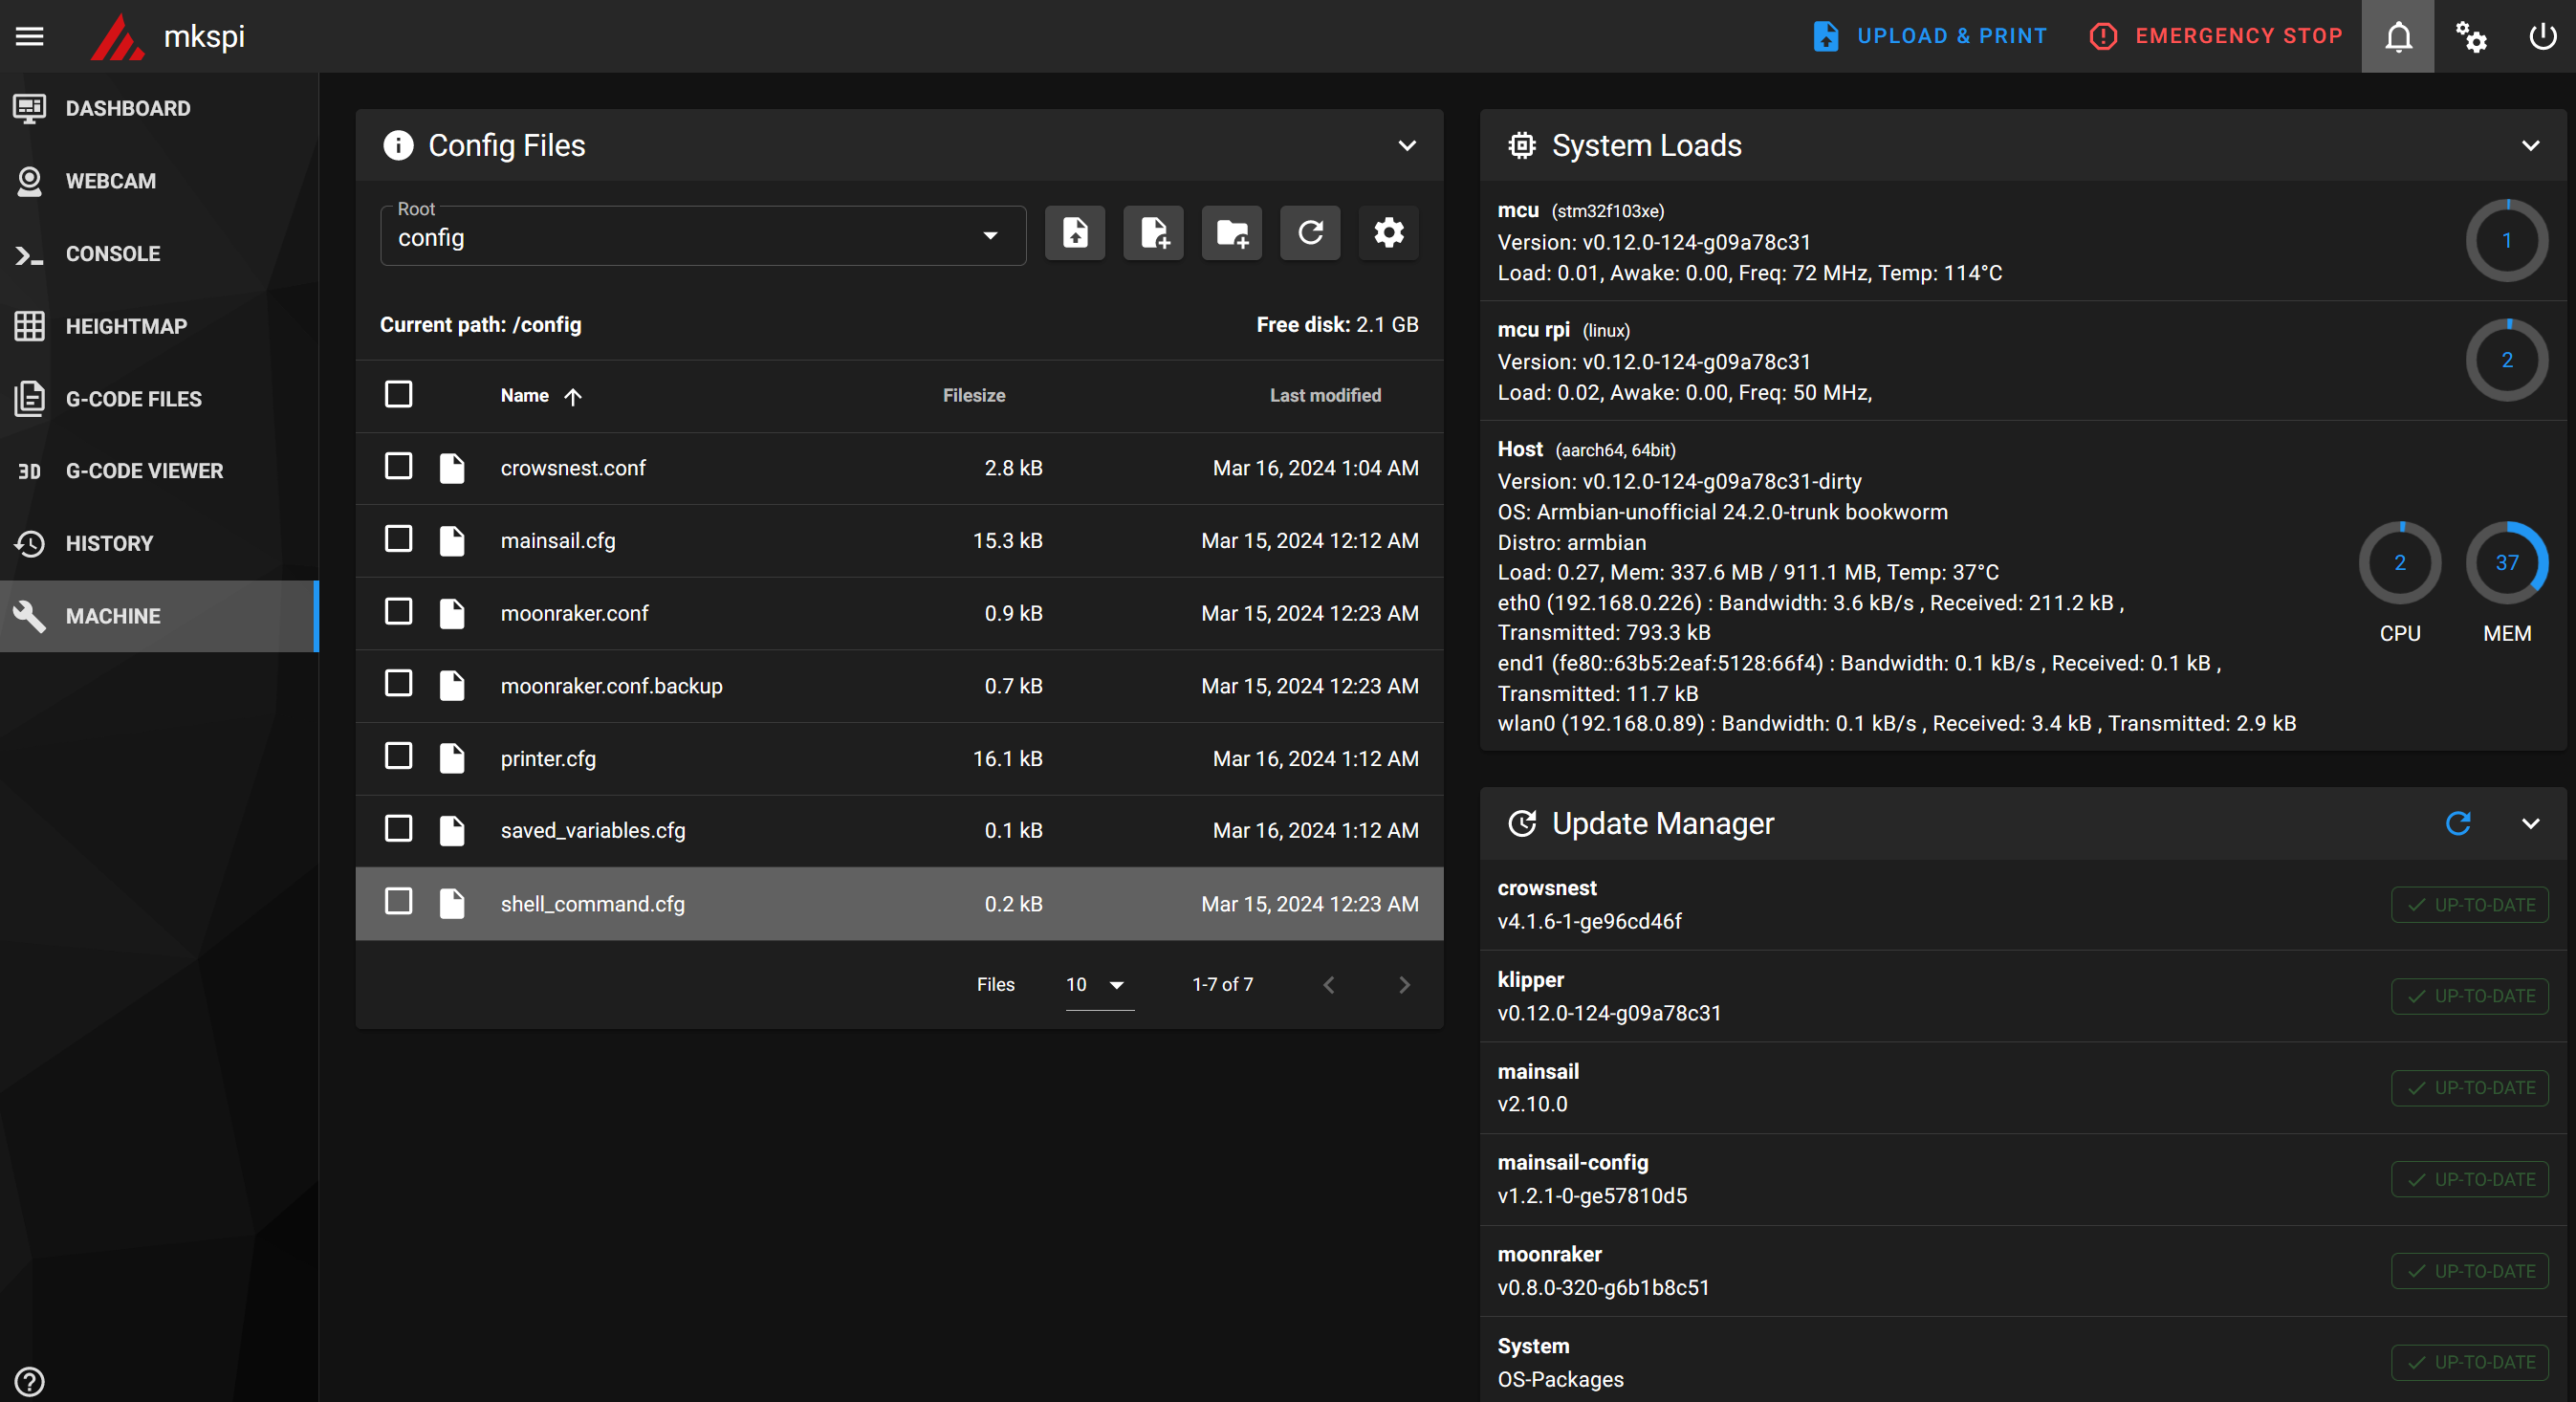 mkspi
UPLOAD & PRINT
EMERGENCY STOP
DASHBOARD
WEBCAM
CONSOLE
HEIGHTMAP
G-CODE FILES
3D G-CODE VIEWER
HISTORY
MACHINE
Config Files
Root
config
Current path: /config Free disk: 2.1 GB
Name Filesize Last modified
crowsnest.conf 2.8 kB Mar 16, 2024 1:04 AM
mainsail.cfg 15.3 kB Mar 15, 2024 12:12 AM
moonraker.conf 0.9 kB Mar 15, 2024 12:23 AM
moonraker.conf.backup 0.7 kB Mar 15, 2024 12:23 AM
printer.cfg 16.1 kB Mar 16, 2024 1:12 AM
saved_variables.cfg 0.1 kB Mar 16, 2024 1:12 AM
shell_command.cfg 0.2 kB Mar 15, 2024 12:23 AM
Files 10 1-7 of 7
System Loads
mcu (stm32f103xe)
Version: v0.12.0-124-g09a78c31
Load: 0.01, Awake: 0.00, Freq: 72 MHz, Temp: 114°C
1
mcu rpi (linux)
Version: v0.12.0-124-g09a78c31
Load: 0.02, Awake: 0.00, Freq: 50 MHz,
2
Host (aarch64, 64bit)
Version: v0.12.0-124-g09a78c31-dirty
OS: Armbian-unofficial 24.2.0-trunk bookworm
Distro: armbian
Load: 0.27, Mem: 337.6 MB / 911.1 MB, Temp: 37°C
eth0 (192.168.0.226) : Bandwidth: 3.6 kB/s , Received: 211.2 kB ,
Transmitted: 793.3 kB
end1 (fe80::63b5:2eaf:5128:66f4) : Bandwidth: 0.1 kB/s , Received: 0.1 kB ,
Transmitted: 11.7 kB
wlan0 (192.168.0.89) : Bandwidth: 0.1 kB/s , Received: 3.4 kB , Transmitted: 2.9 kB
2 37
CPU MEM
Update Manager
crowsnest
v4.1.6-1-ge96cd46f
UP-TO-DATE
klipper
v0.12.0-124-g09a78c31
UP-TO-DATE
mainsail
v2.10.0
UP-TO-DATE
mainsail-config
v1.2.1-0-ge57810d5
UP-TO-DATE
moonraker
v0.8.0-320-g6b1b8c51
UP-TO-DATE
System
OS-Packages
UP-TO-DATE